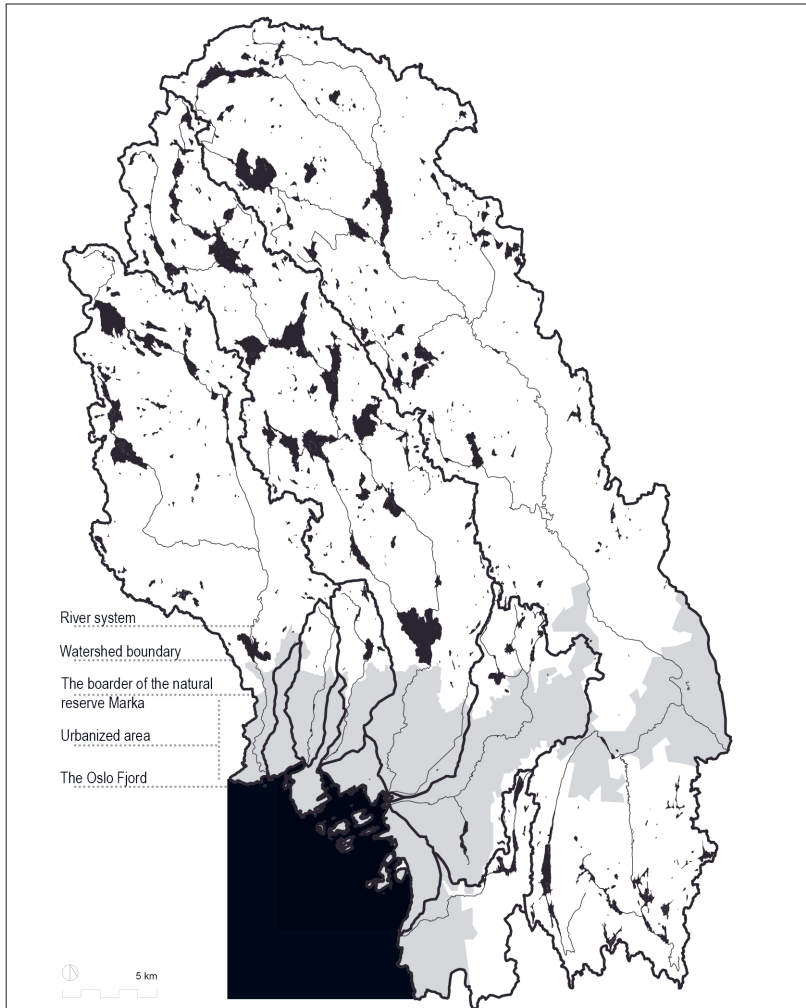 River system
Watershed boundary
The boarder of the natural
reserve Marka
Urbanized area
The Oslo Fjord
5 km